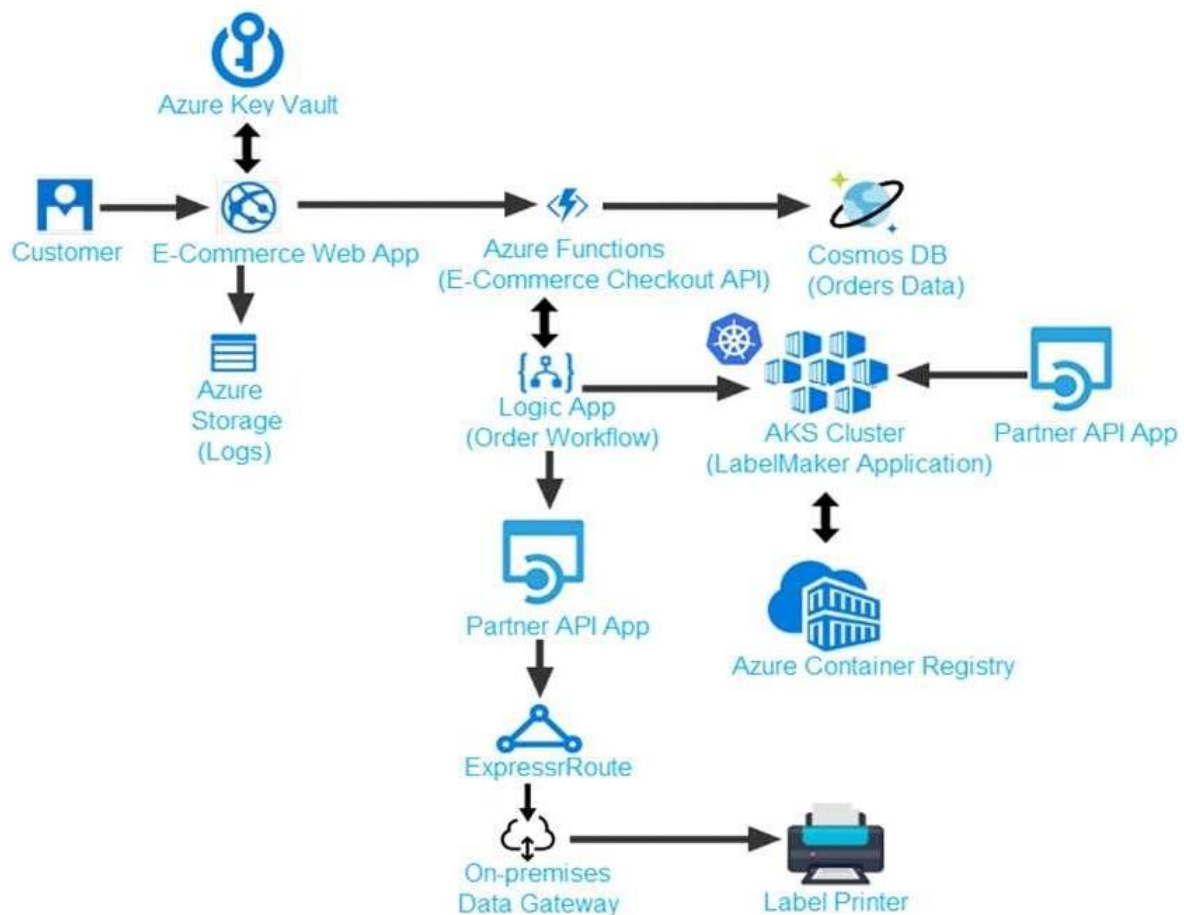 Azure Key Vault
Customer
E-Commerce Web App
Azure Functions
(E-Commerce Checkout API)
Cosmos DB
(Orders Data)
Azure
Storage
(Logs)
Logic App
(Order Workflow)
AKS Cluster
(LabelMaker Application)
Partner API App
Partner API App
Azure Container Registry
ExpressrRoute
On-premises
Data Gateway
Label Printer